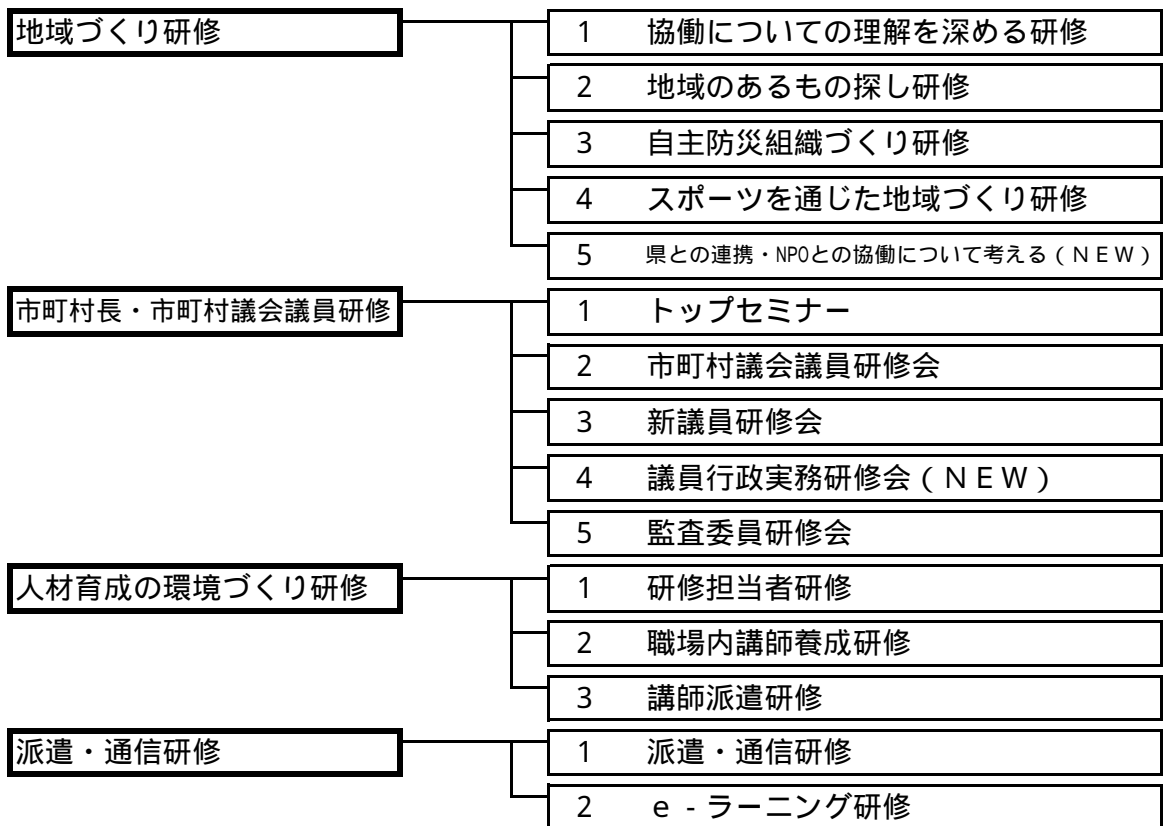 地域づくり研修
1 協働についての理解を深める研修
2 地域のあるもの探し研修
3 自主防災組織づくり研修
4 スポーツを通じた地域づくり研修
5 県との連携・NPOとの協働について考える(NEW)
市町村長・市町村議会議員研修
1 トップセミナー
2 市町村議会議員研修会
3 新議員研修会
4 議員行政実務研修会(NEW)
5 監査委員研修会
人材育成の環境づくり研修
1 研修担当者研修
2 職場内講師養成研修
3 講師派遣研修
派遣・通信研修
1 派遣・通信研修
2 e‐ラーニング研修